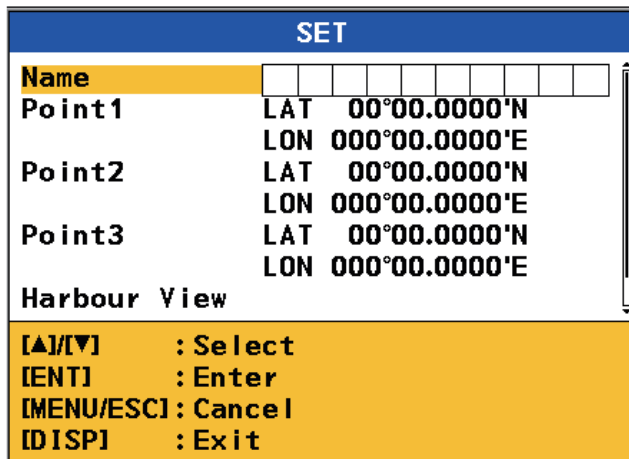 SET
Name
Point1 LAT 00°00.0000'N
LON 000°00.0000'E
Point2 LAT 00°00.0000'N
LON 000°00.0000'E
Point3 LAT 00°00.0000'N
LON 000°00.0000'E
Harbour View
[▲]/[▼] :Select
[ENT] :Enter
[MENU/ESC]:Cancel
[DISP] :Exit